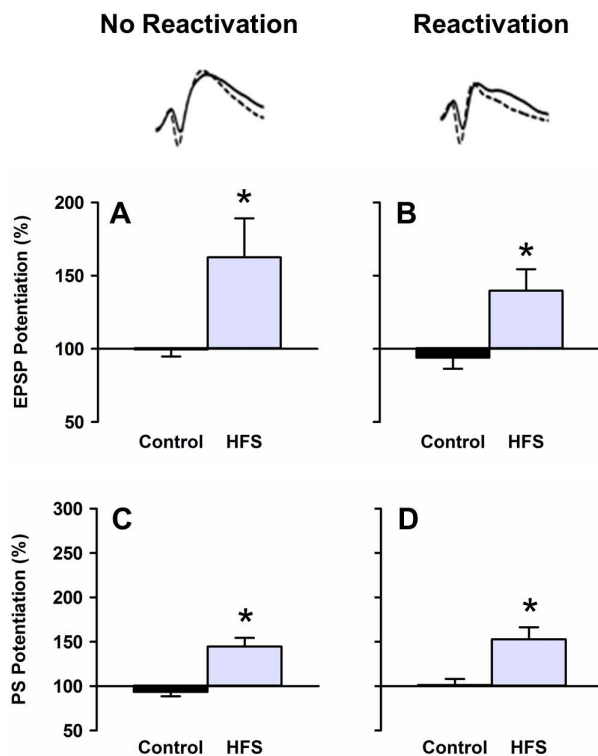 No Reactivation
Reactivation
EPSP Potentiation (%)
200
150
100
50
A
*
Control HFS
B
*
Control HFS
PS Potentiation (%)
300
250
200
150
100
50
C
*
Control HFS
D
*
Control HFS